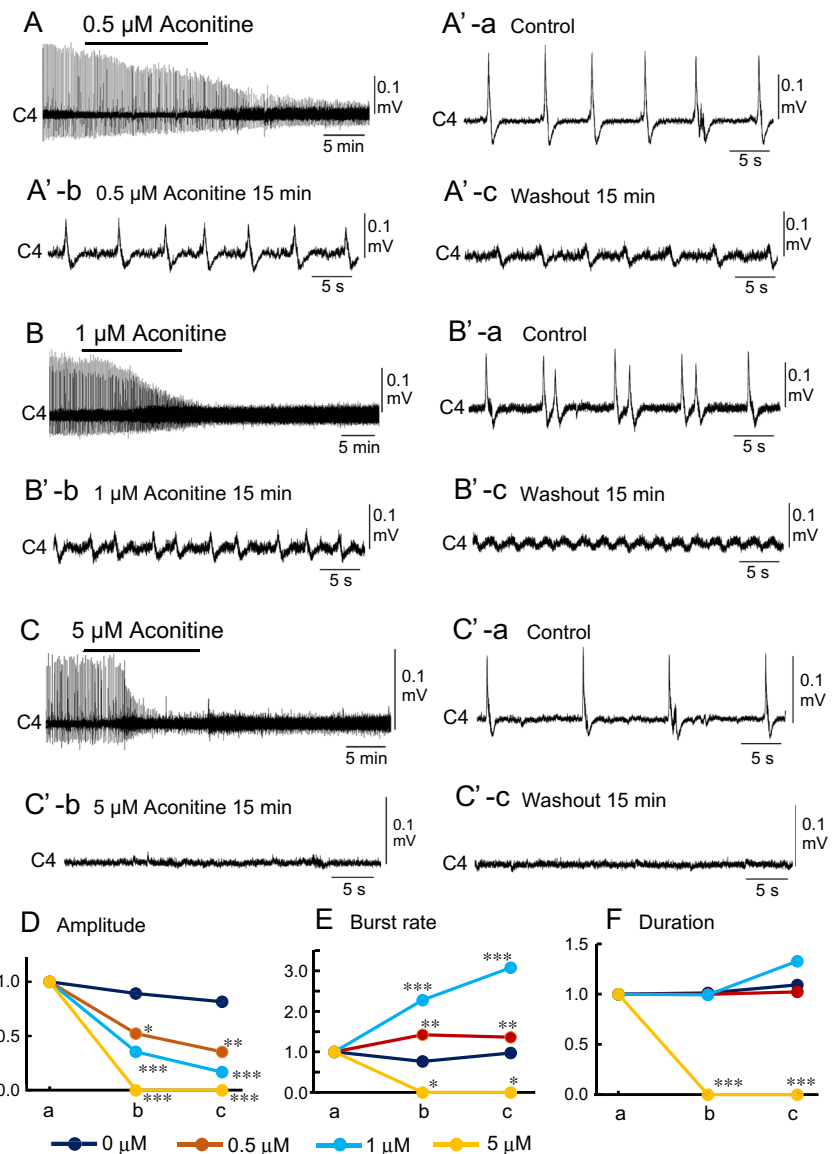 A 0.5 µM Aconitine
C4
0.1 mV
5 min
A'-a Control
C4
0.1 mV
5 s
A'-b 0.5 µM Aconitine 15 min
C4
0.1 mV
5 s
A'-c Washout 15 min
C4
0.1 mV
5 s
B 1 µM Aconitine
C4
0.1 mV
5 min
B'-a Control
C4
0.1 mV
5 s
B'-b 1 µM Aconitine 15 min
C4
0.1 mV
5 s
B'-c Washout 15 min
C4
0.1 mV
5 s
C 5 µM Aconitine
C4
0.1 mV
5 min
C'-a Control
C4
0.1 mV
5 s
C'-b 5 µM Aconitine 15 min
C4
0.1 mV
5 s
C'-c Washout 15 min
C4
0.1 mV
5 s
D Amplitude
1.0
0.5
0.0
* ** *** *** *** ***
a b c
E Burst rate
3.0
2.0
1.0
0.0
*** *** ** ** * *
a b c
F Duration
1.5
1.0
0.5
0.0
*** ***
a b c
0 µM 0.5 µM 1 µM 5 µM